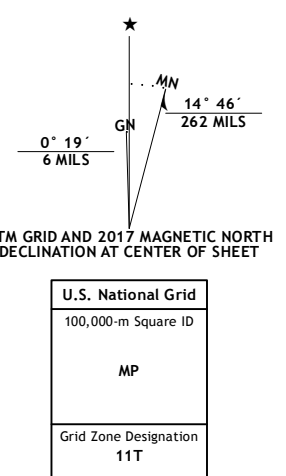 MN
GN
14° 46´
262 MILS
0° 19´
6 MILS
TM GRID AND 2017 MAGNETIC NORTH
DECLINATION AT CENTER OF SHEET
U.S. National Grid
100,000-m Square ID
MP
Grid Zone Designation
11T